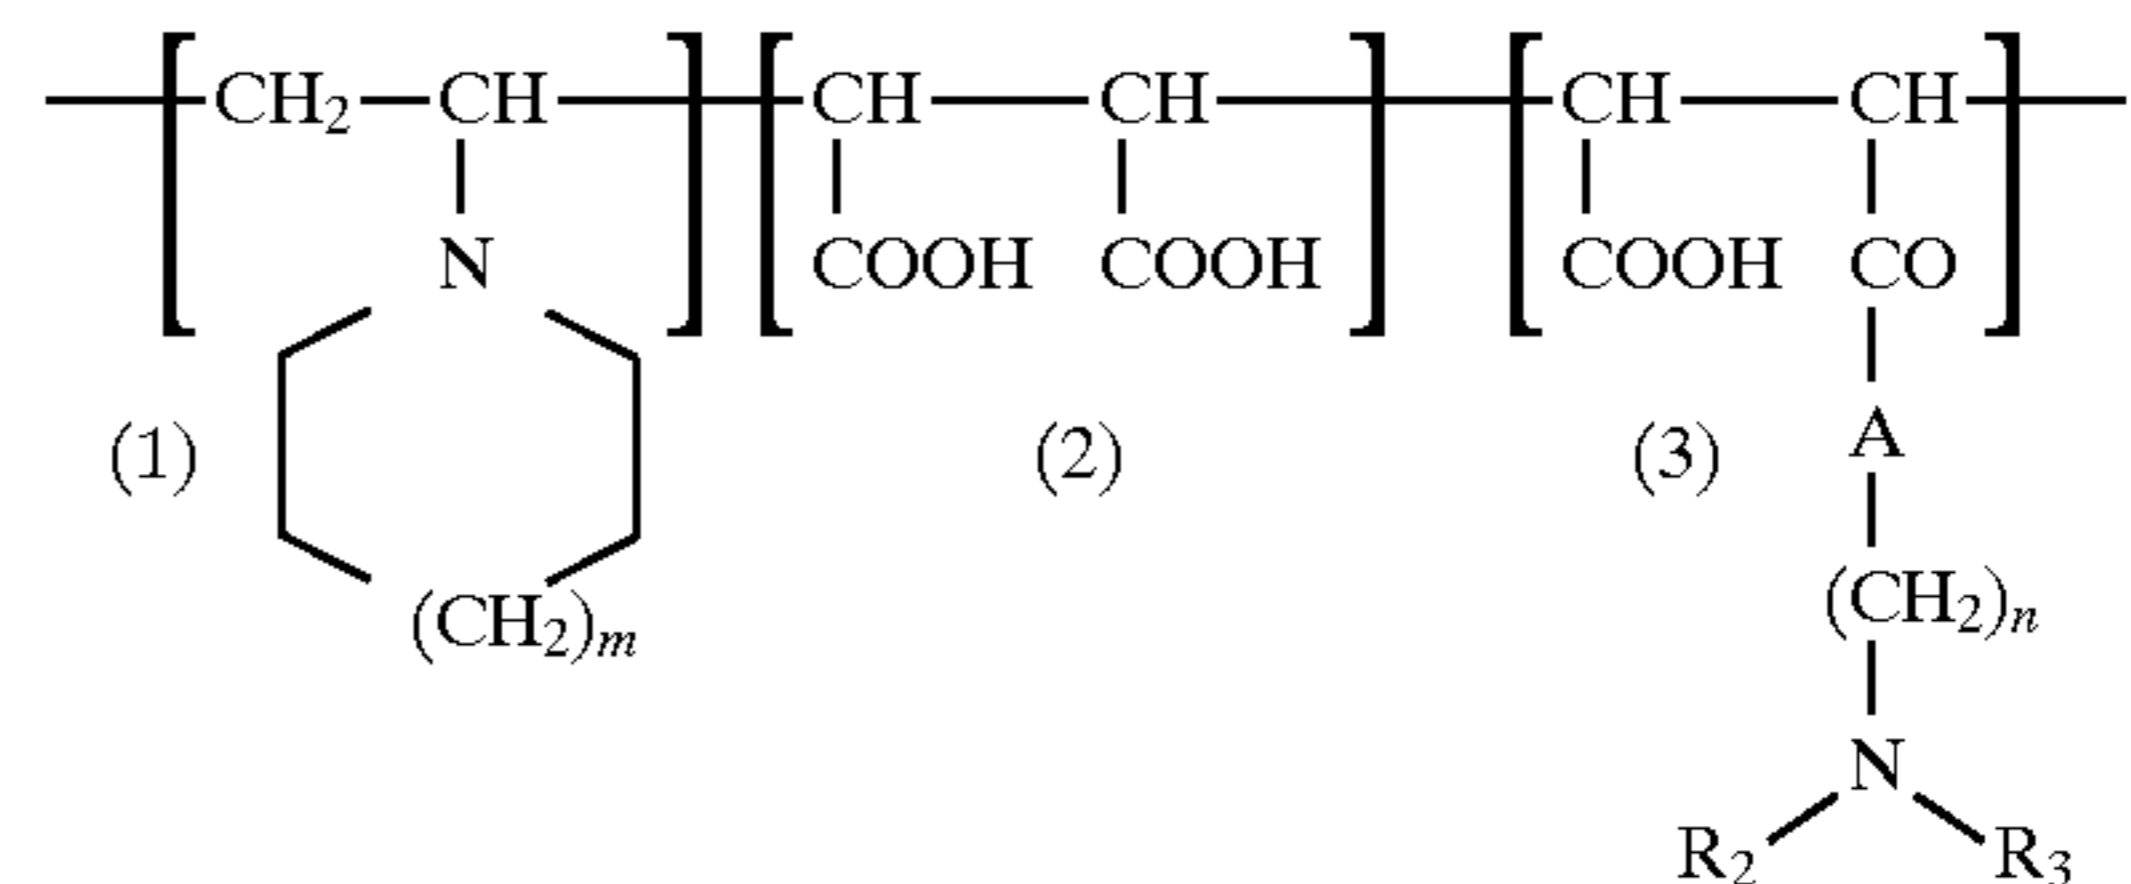 CH₂ CH CH CH CH CH
N COOH COOH COOH CO
(1) (2) (3) A
(CH₂)ₘ (CH₂)ₙ
N
R₂ R₃